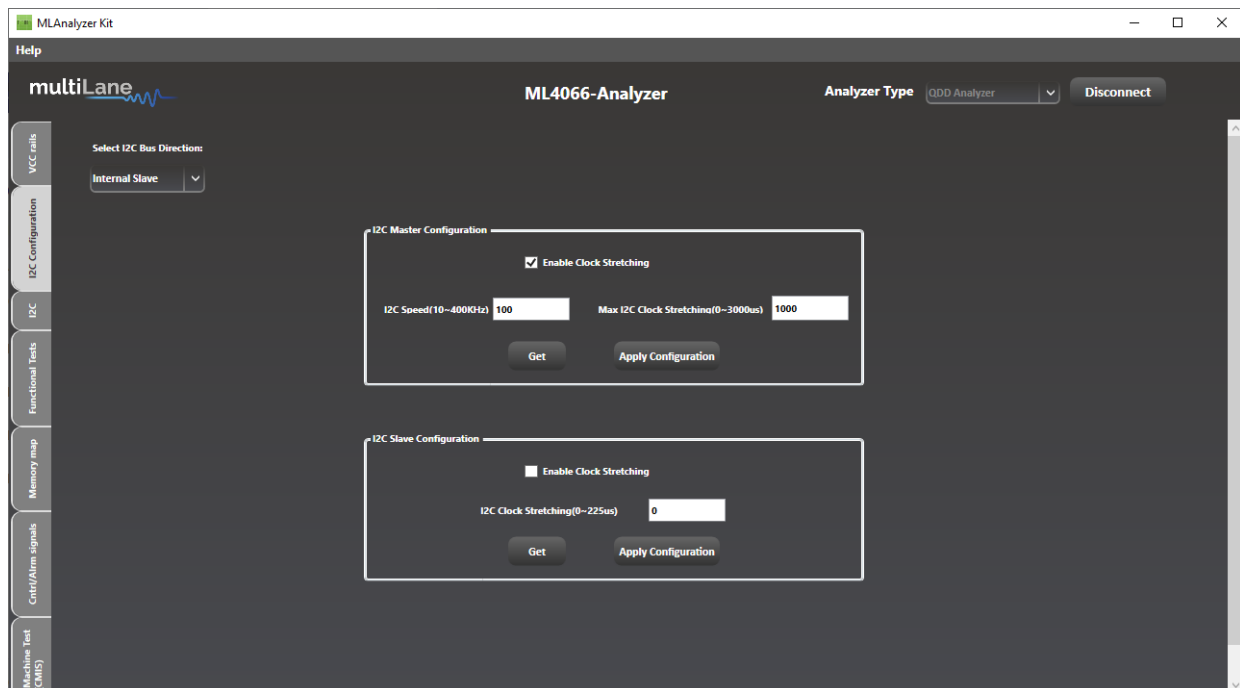 MLAnalyzer Kit
Help
multiLane
ML4066-Analyzer
Analyzer Type
QDD Analyzer
Disconnect
VCC rails
I2C Configuration
I2C
Functional Tests
Memory map
Cntrl/Alrm signals
Machine Test
(CMIS)
Select I2C Bus Direction:
Internal Slave
I2C Master Configuration
Enable Clock Stretching
I2C Speed(10~400KHz) 100 Max I2C Clock Stretching(0~3000us) 1000
Get Apply Configuration
I2C Slave Configuration
Enable Clock Stretching
I2C Clock Stretching(0~225us) 0
Get Apply Configuration